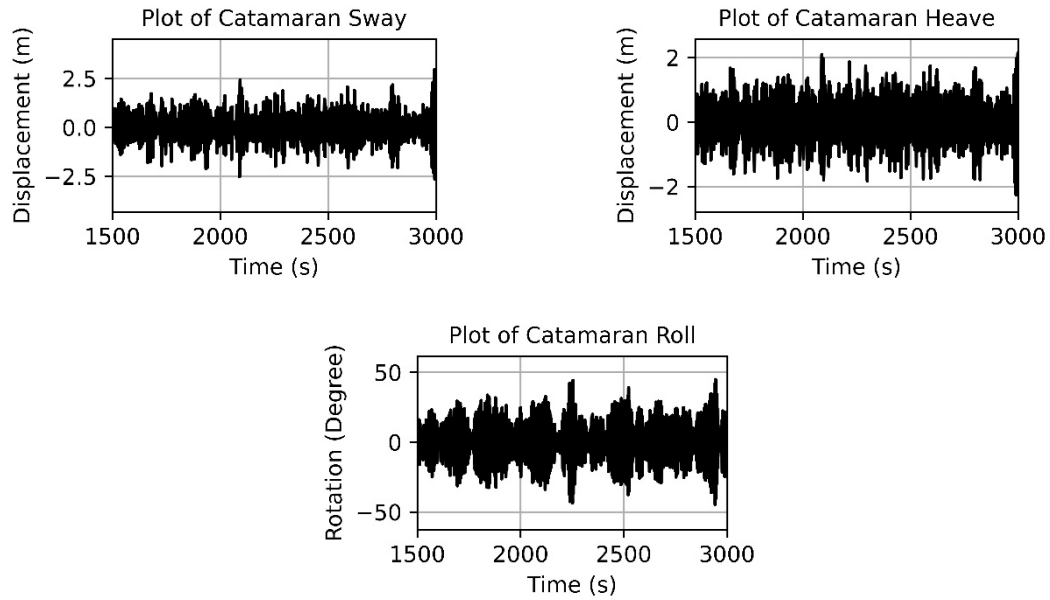 Plot of Catamaran Sway
Displacement (m)
2.5
0.0
−2.5
1500 2000 2500 3000
Time (s)
Plot of Catamaran Heave
Displacement (m)
2
0
−2
1500 2000 2500 3000
Time (s)
Plot of Catamaran Roll
Rotation (Degree)
50
0
−50
1500 2000 2500 3000
Time (s)